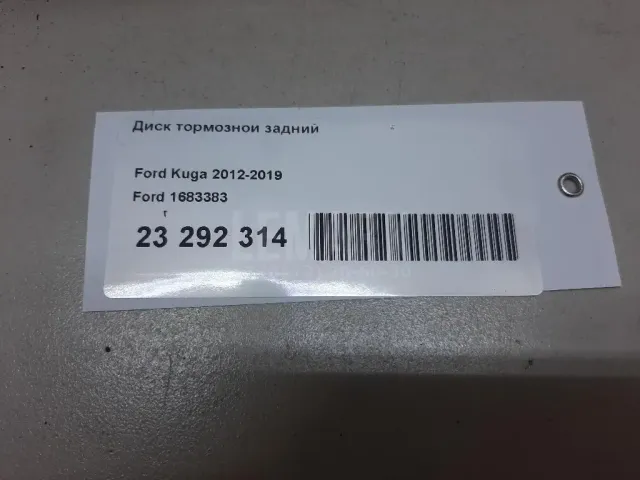 Диск тормозной задний
Ford Kuga 2012-2019
Ford 1683383
23 292 314